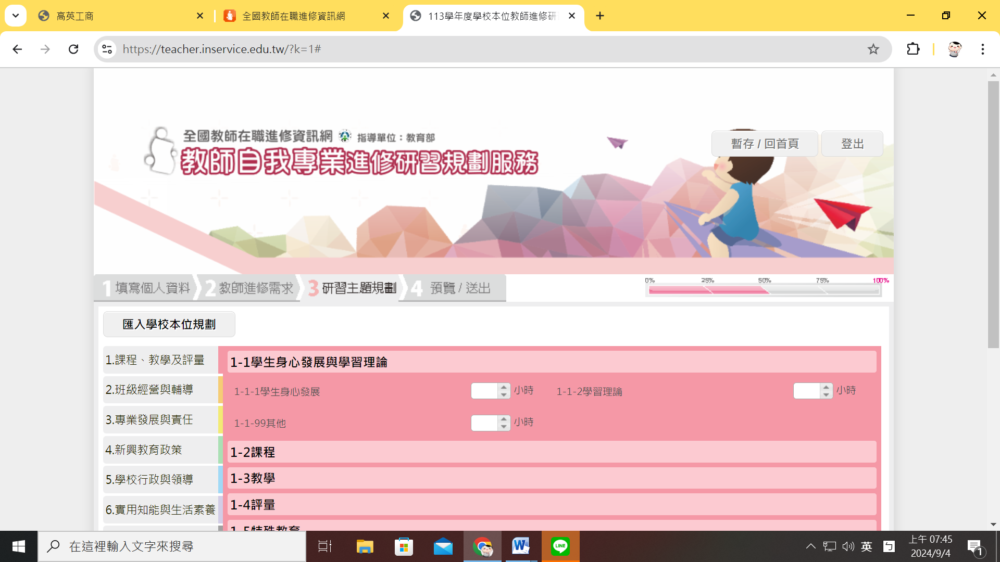 高英工商
全國教師在職進修資訊網
113學年度學校本位教師進修研
https://teacher.inservice.edu.tw/?k=1#
全國教師在職進修資訊網 指導單位：教育部
教師自我專業進修研習規劃服務
暫存 / 回首頁
登出
1 填寫個人資料
2 教師進修需求
3 研習主題規劃
4 預覽 / 送出
0% 25% 50% 75% 100%
匯入學校本位規劃
1.課程、教學及評量
2.班級經營與輔導
3.專業發展與責任
4.新興教育政策
5.學校行政與領導
6.實用知能與生活素養
1-1學生身心發展與學習理論
1-1-1學生身心發展 小時 1-1-2學習理論 小時
1-1-99其他 小時
1-2課程
1-3教學
1-4評量
1-5特殊教育
在這裡輸入文字來搜尋
LINE
英
ㄅ
上午 07:45
2024/9/4
1